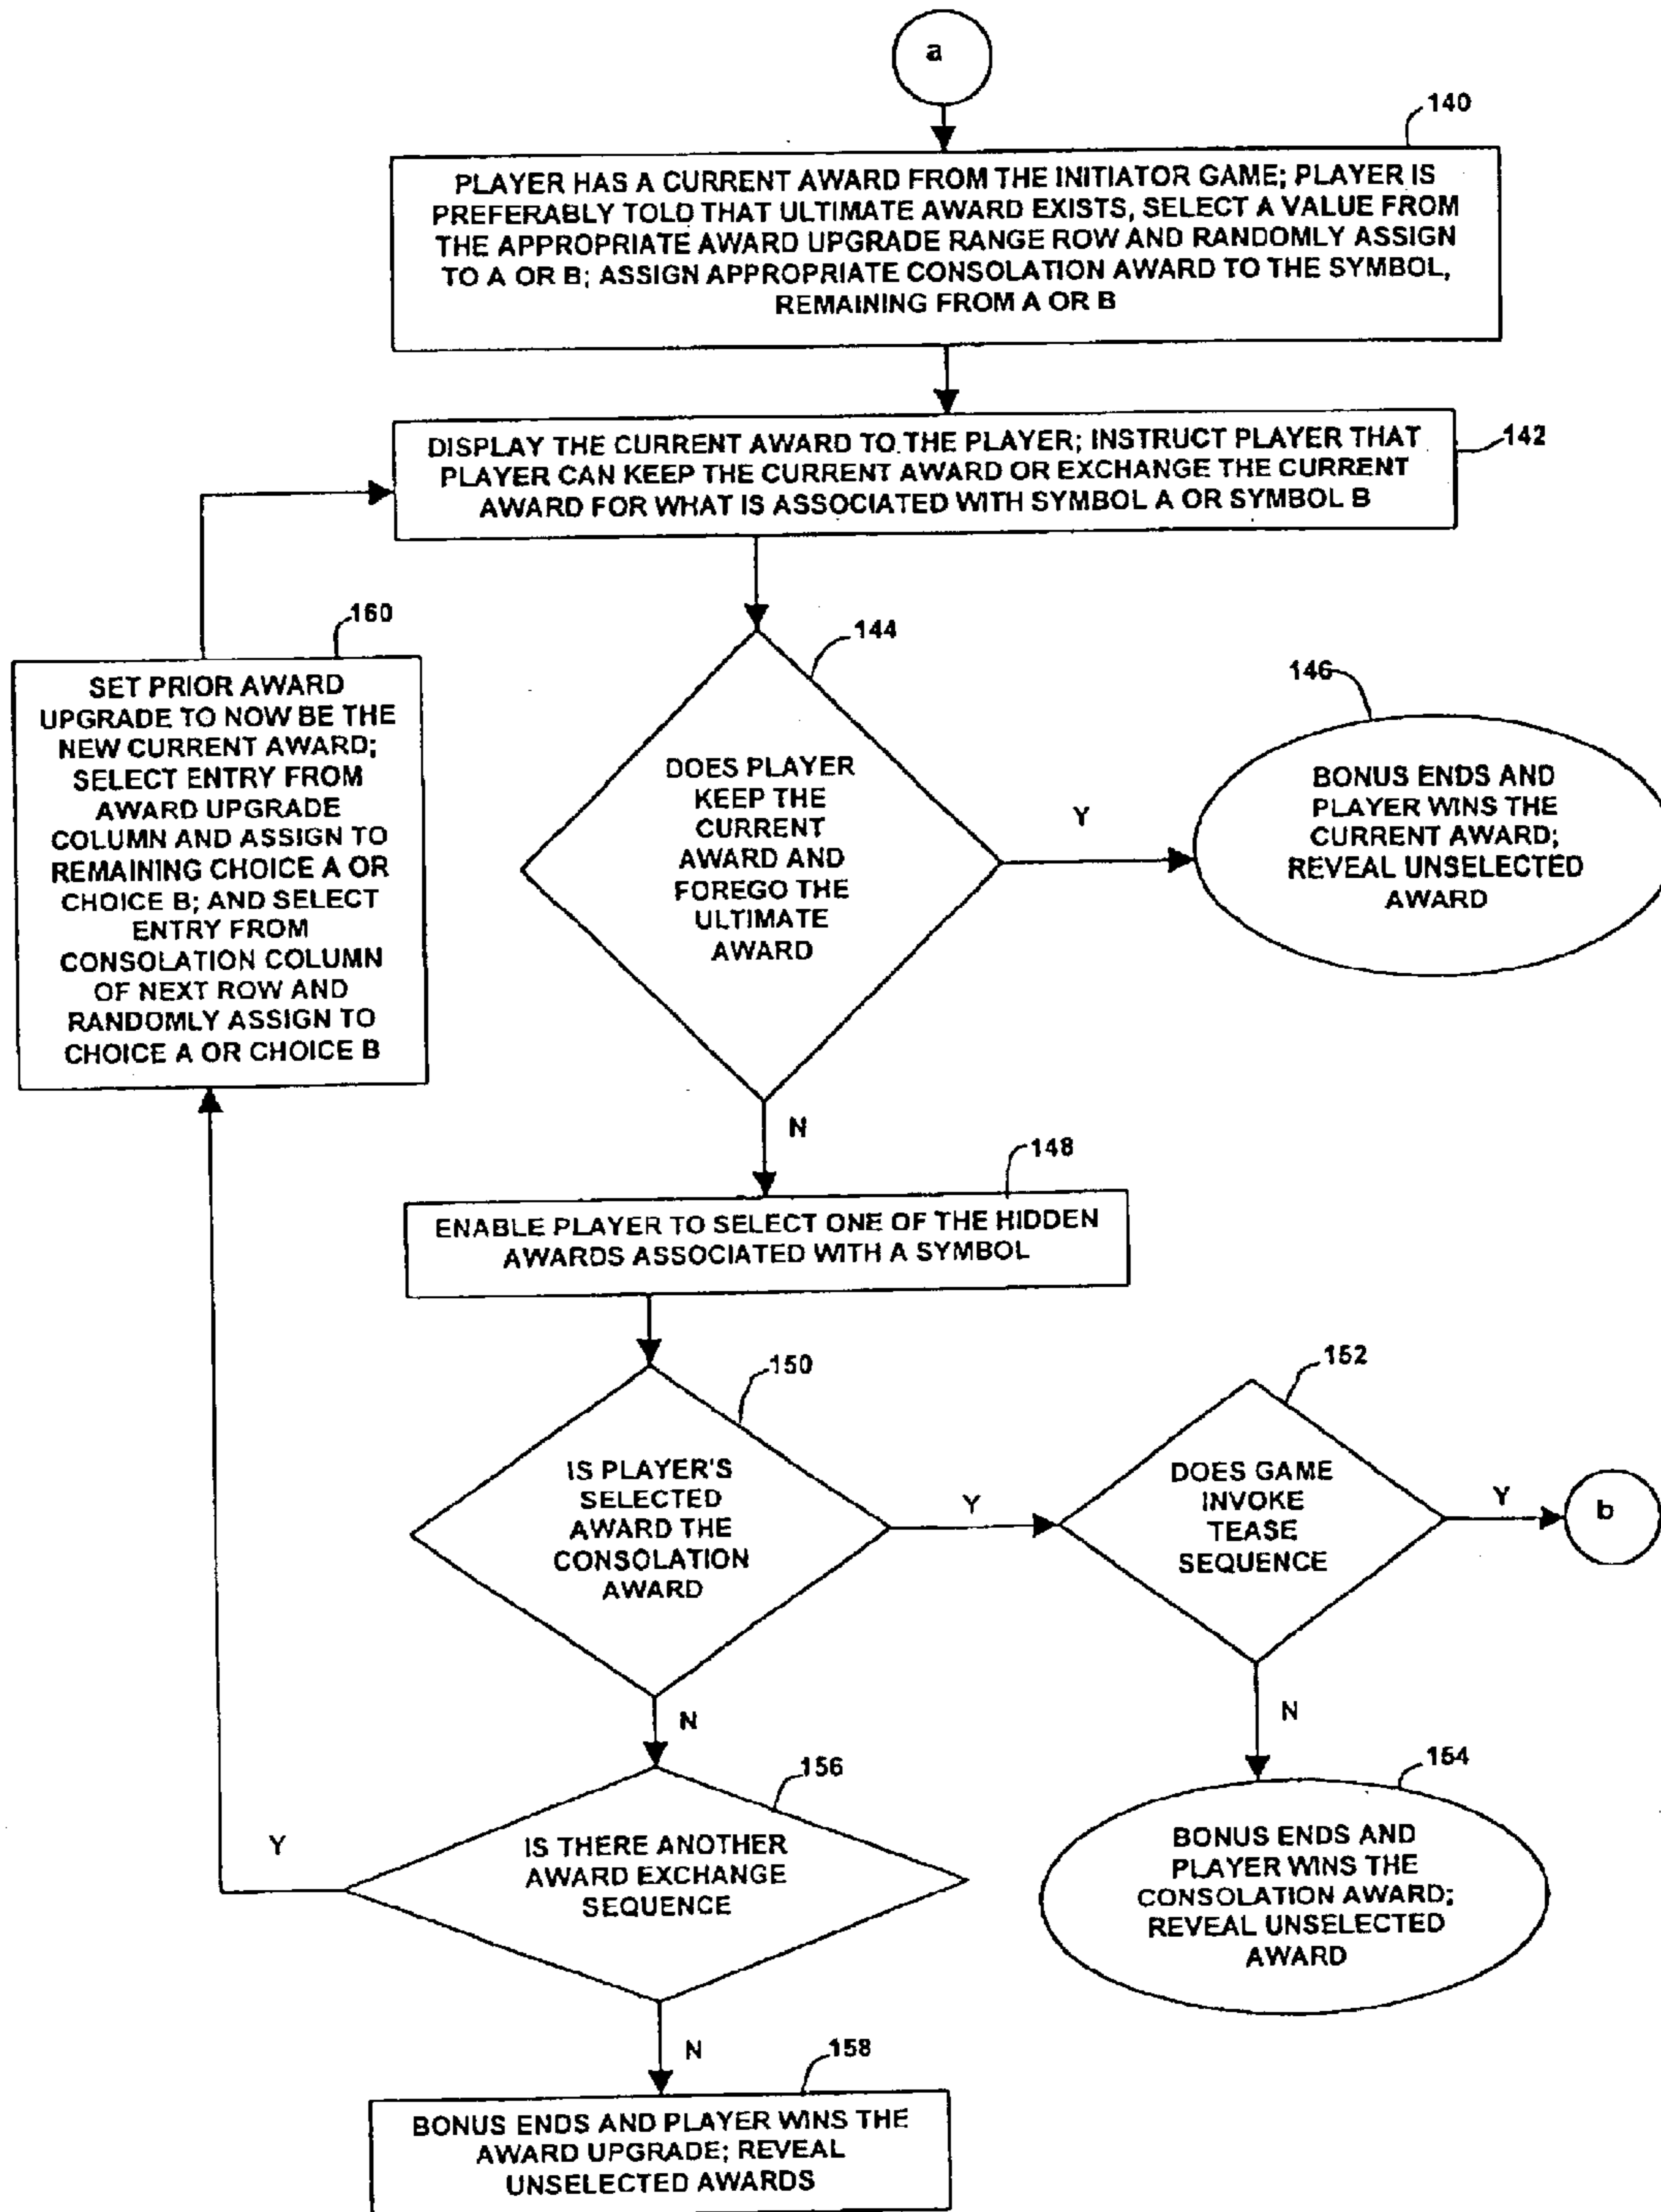 a
140
PLAYER HAS A CURRENT AWARD FROM THE INITIATOR GAME; PLAYER IS
PREFERABLY TOLD THAT ULTIMATE AWARD EXISTS, SELECT A VALUE FROM
THE APPROPRIATE AWARD UPGRADE RANGE ROW AND RANDOMLY ASSIGN
TO A OR B; ASSIGN APPROPRIATE CONSOLATION AWARD TO THE SYMBOL,
REMAINING FROM A OR B
DISPLAY THE CURRENT AWARD TO THE PLAYER; INSTRUCT PLAYER THAT
PLAYER CAN KEEP THE CURRENT AWARD OR EXCHANGE THE CURRENT
AWARD FOR WHAT IS ASSOCIATED WITH SYMBOL A OR SYMBOL B
142
160
SET PRIOR AWARD
UPGRADE TO NOW BE THE
NEW CURRENT AWARD;
SELECT ENTRY FROM
AWARD UPGRADE
COLUMN AND ASSIGN TO
REMAINING CHOICE A OR
CHOICE B; AND SELECT
ENTRY FROM
CONSOLATION COLUMN
OF NEXT ROW AND
RANDOMLY ASSIGN TO
CHOICE A OR CHOICE B
144
DOES PLAYER
KEEP THE
CURRENT
AWARD AND
FOREGO THE
ULTIMATE
AWARD
Y
146
BONUS ENDS AND
PLAYER WINS THE
CURRENT AWARD;
REVEAL UNSELECTED
AWARD
N
148
ENABLE PLAYER TO SELECT ONE OF THE HIDDEN
AWARDS ASSOCIATED WITH A SYMBOL
150
IS PLAYER'S
SELECTED
AWARD THE
CONSOLATION
AWARD
Y
152
DOES GAME
INVOKE
TEASE
SEQUENCE
Y
b
N
N
154
BONUS ENDS AND
PLAYER WINS THE
CONSOLATION AWARD;
REVEAL UNSELECTED
AWARD
156
IS THERE ANOTHER
AWARD EXCHANGE
SEQUENCE
Y
N
158
BONUS ENDS AND PLAYER WINS THE
AWARD UPGRADE; REVEAL
UNSELECTED AWARDS